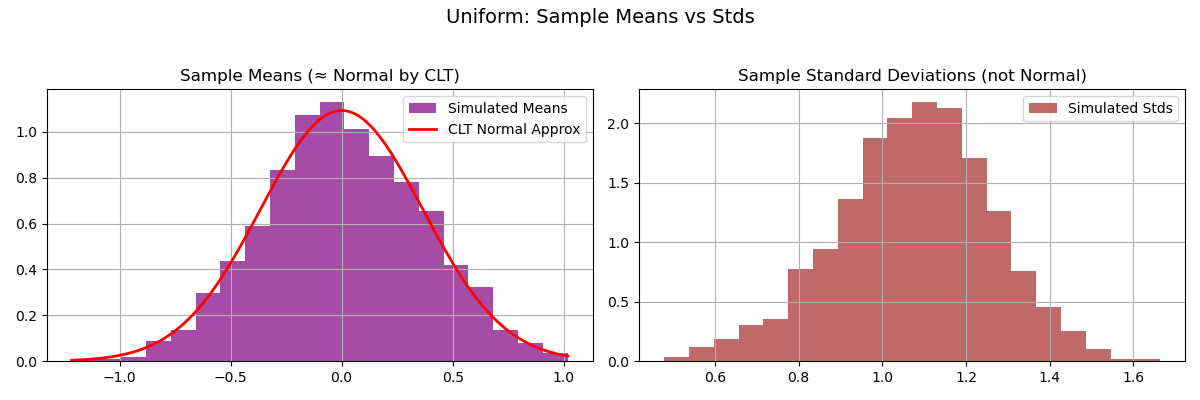 Uniform: Sample Means vs Stds
Sample Means (≈ Normal by CLT)
Simulated Means
CLT Normal Approx
1.0
0.8
0.6
0.4
0.2
0.0
−1.0 −0.5 0.0 0.5 1.0
Sample Standard Deviations (not Normal)
Simulated Stds
2.0
1.5
1.0
0.5
0.0
0.6 0.8 1.0 1.2 1.4 1.6